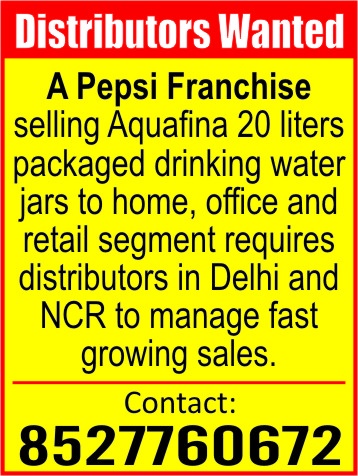 Distributors Wanted
A Pepsi Franchise
selling Aquafina 20 liters
packaged drinking water
jars to home, office and
retail segment requires
distributors in Delhi and
NCR to manage fast
growing sales.
Contact:
8527760672